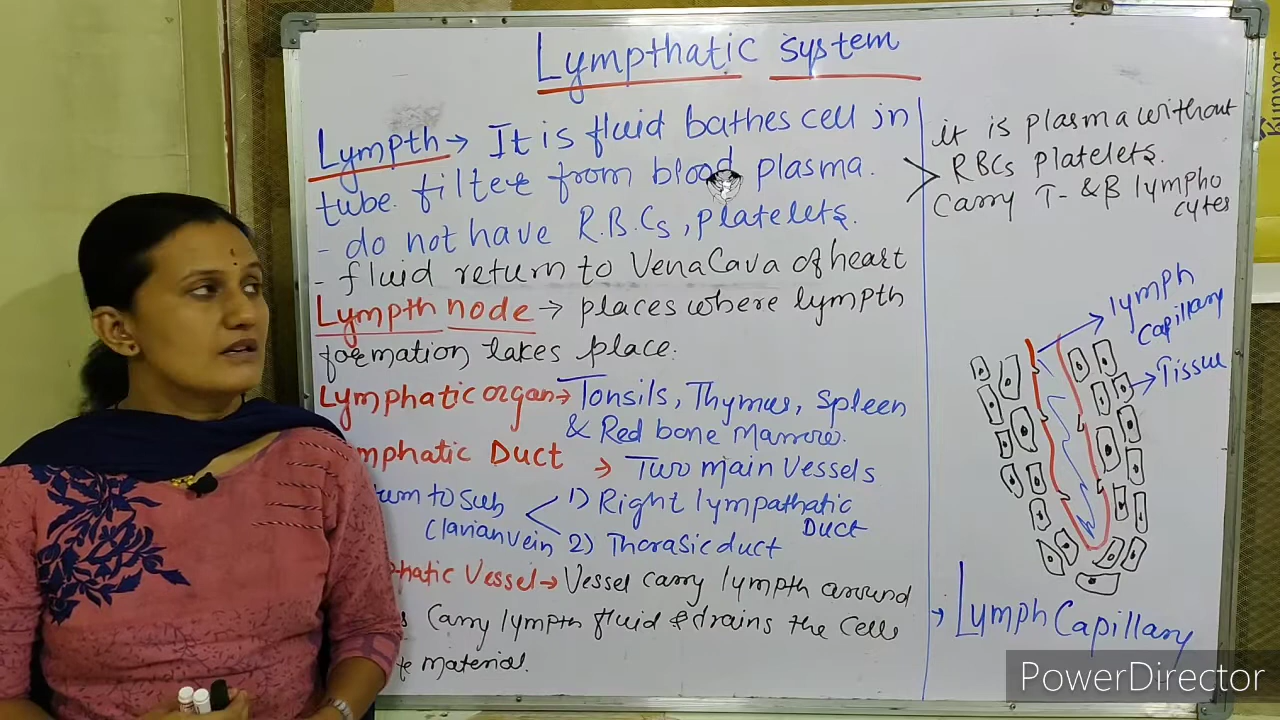 Lympthatic system
Lympth → It is fluid bathes cell in
tube. filter from blood plasma.
- do not have R.B.Cs, platelets.
- fluid return to VenaCava of heart
Lympth node → places where lympth
formation takes place.
Lymphatic organ → Tonsils, Thymus, Spleen
& Red bone Marrow.
mphatic Duct → Two main Vessels
to sub 1) Right lympathatic
Duct
clavian vein 2) Thorasic duct
hatic Vessel → Vessel carry lympth around
Carry lympth fluid & drains the cells
material.
it is plasma without
RBCs platelets.
carry T- & B lympho
cytes
lymph
capillary
Tissue
→ Lymph Capillary
PowerDirector